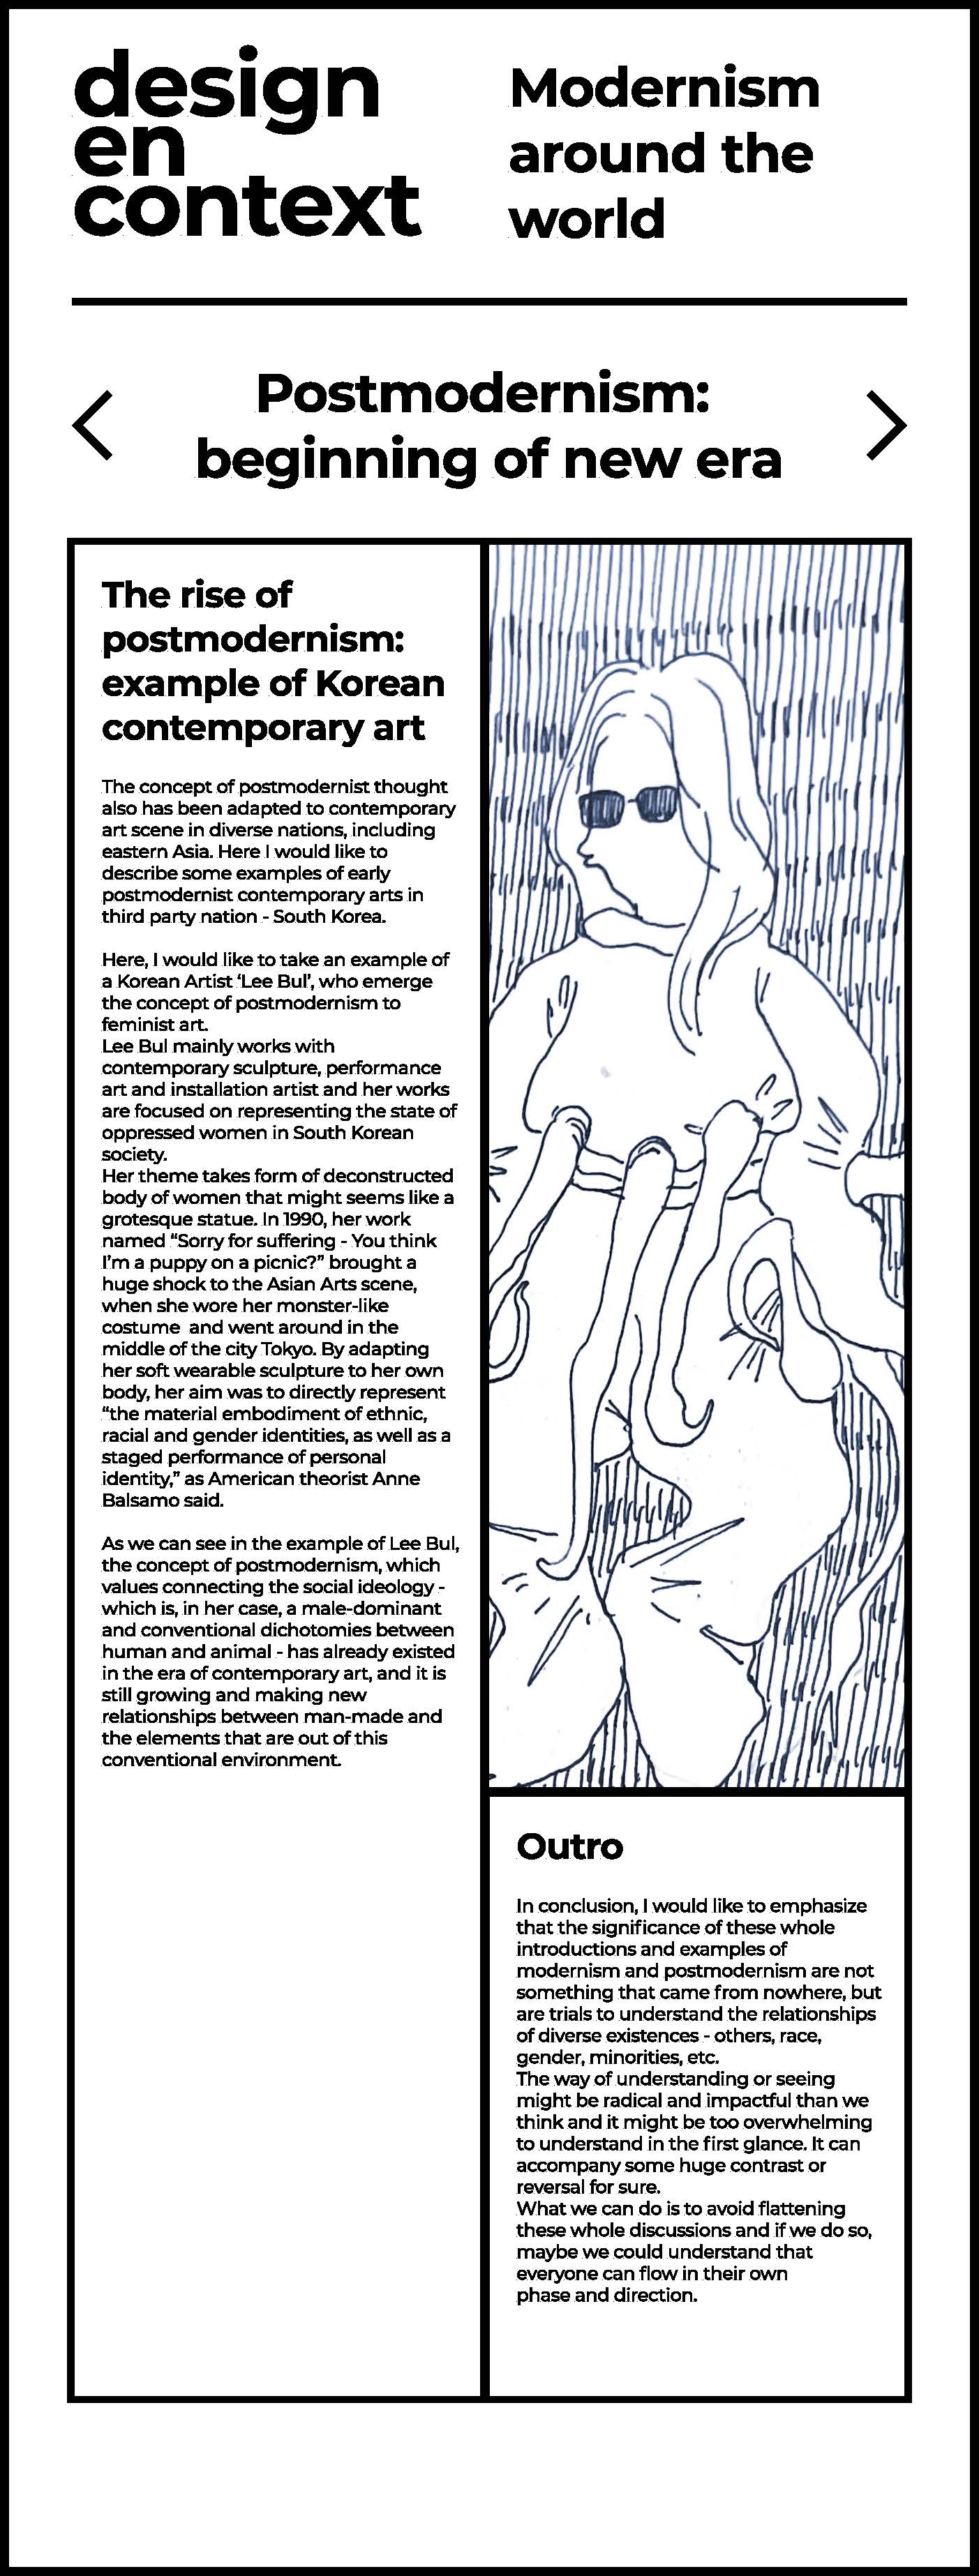 design
en
context
Modernism
around the
world
Postmodernism:
beginning of new era
The rise of
postmodernism:
example of Korean
contemporary art
The concept of postmodernist thought
also has been adapted to contemporary
art scene in diverse nations, including
eastern Asia. Here I would like to
describe some examples of early
postmodernist contemporary arts in
third party nation - South Korea.
Here, I would like to take an example of
a Korean Artist ‘Lee Bul’, who emerge
the concept of postmodernism to
feminist art.
Lee Bul mainly works with
contemporary sculpture, performance
art and installation artist and her works
are focused on representing the state of
oppressed women in South Korean
society.
Her theme takes form of deconstructed
body of women that might seems like a
grotesque statue. In 1990, her work
named “Sorry for suffering - You think
I’m a puppy on a picnic?” brought a
huge shock to the Asian Arts scene,
when she wore her monster-like
costume  and went around in the
middle of the city Tokyo. By adapting
her soft wearable sculpture to her own
body, her aim was to directly represent
“the material embodiment of ethnic,
racial and gender identities, as well as a
staged performance of personal
identity,” as American theorist Anne
Balsamo said.
As we can see in the example of Lee Bul,
the concept of postmodernism, which
values connecting the social ideology -
which is, in her case, a male-dominant
and conventional dichotomies between
human and animal - has already existed
in the era of contemporary art, and it is
still growing and making new
relationships between man-made and
the elements that are out of this
conventional environment.
Outro
In conclusion, I would like to emphasize
that the significance of these whole
introductions and examples of
modernism and postmodernism are not
something that came from nowhere, but
are trials to understand the relationships
of diverse existences - others, race,
gender, minorities, etc.
The way of understanding or seeing
might be radical and impactful than we
think and it might be too overwhelming
to understand in the first glance. It can
accompany some huge contrast or
reversal for sure.
What we can do is to avoid flattening
these whole discussions and if we do so,
maybe we could understand that
everyone can flow in their own
phase and direction.